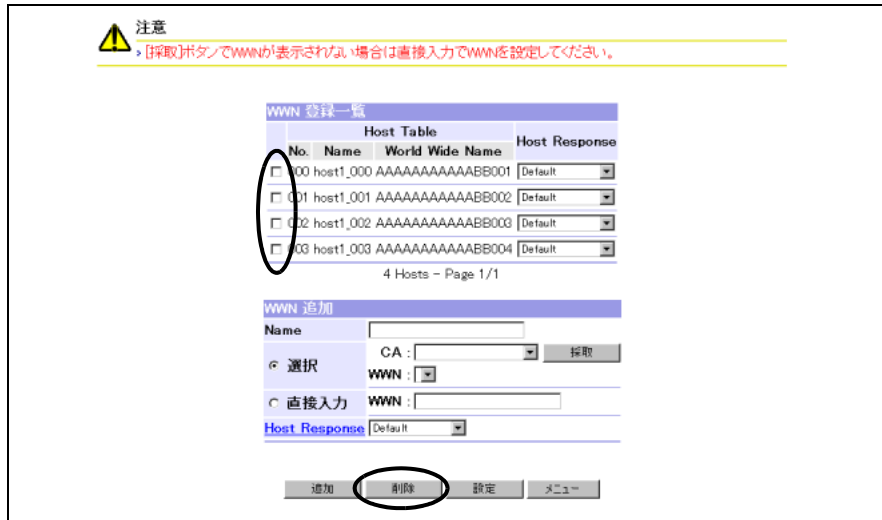 注意
› [採取]ボタンでWWNが表示されない場合は直接入力でWWNを設定してください。
WWN 登録一覧
Host Table Host Response
No. Name World Wide Name
000 host1_000 AAAAAAAAAAABB001 Default
001 host1_001 AAAAAAAAAAABB002 Default
002 host1_002 AAAAAAAAAAABB003 Default
003 host1_003 AAAAAAAAAAABB004 Default
4 Hosts - Page 1/1
WWN 追加
Name
選択 CA : 採取
WWN :
直接入力 WWN :
Host Response Default
追加 削除 設定 メニュー